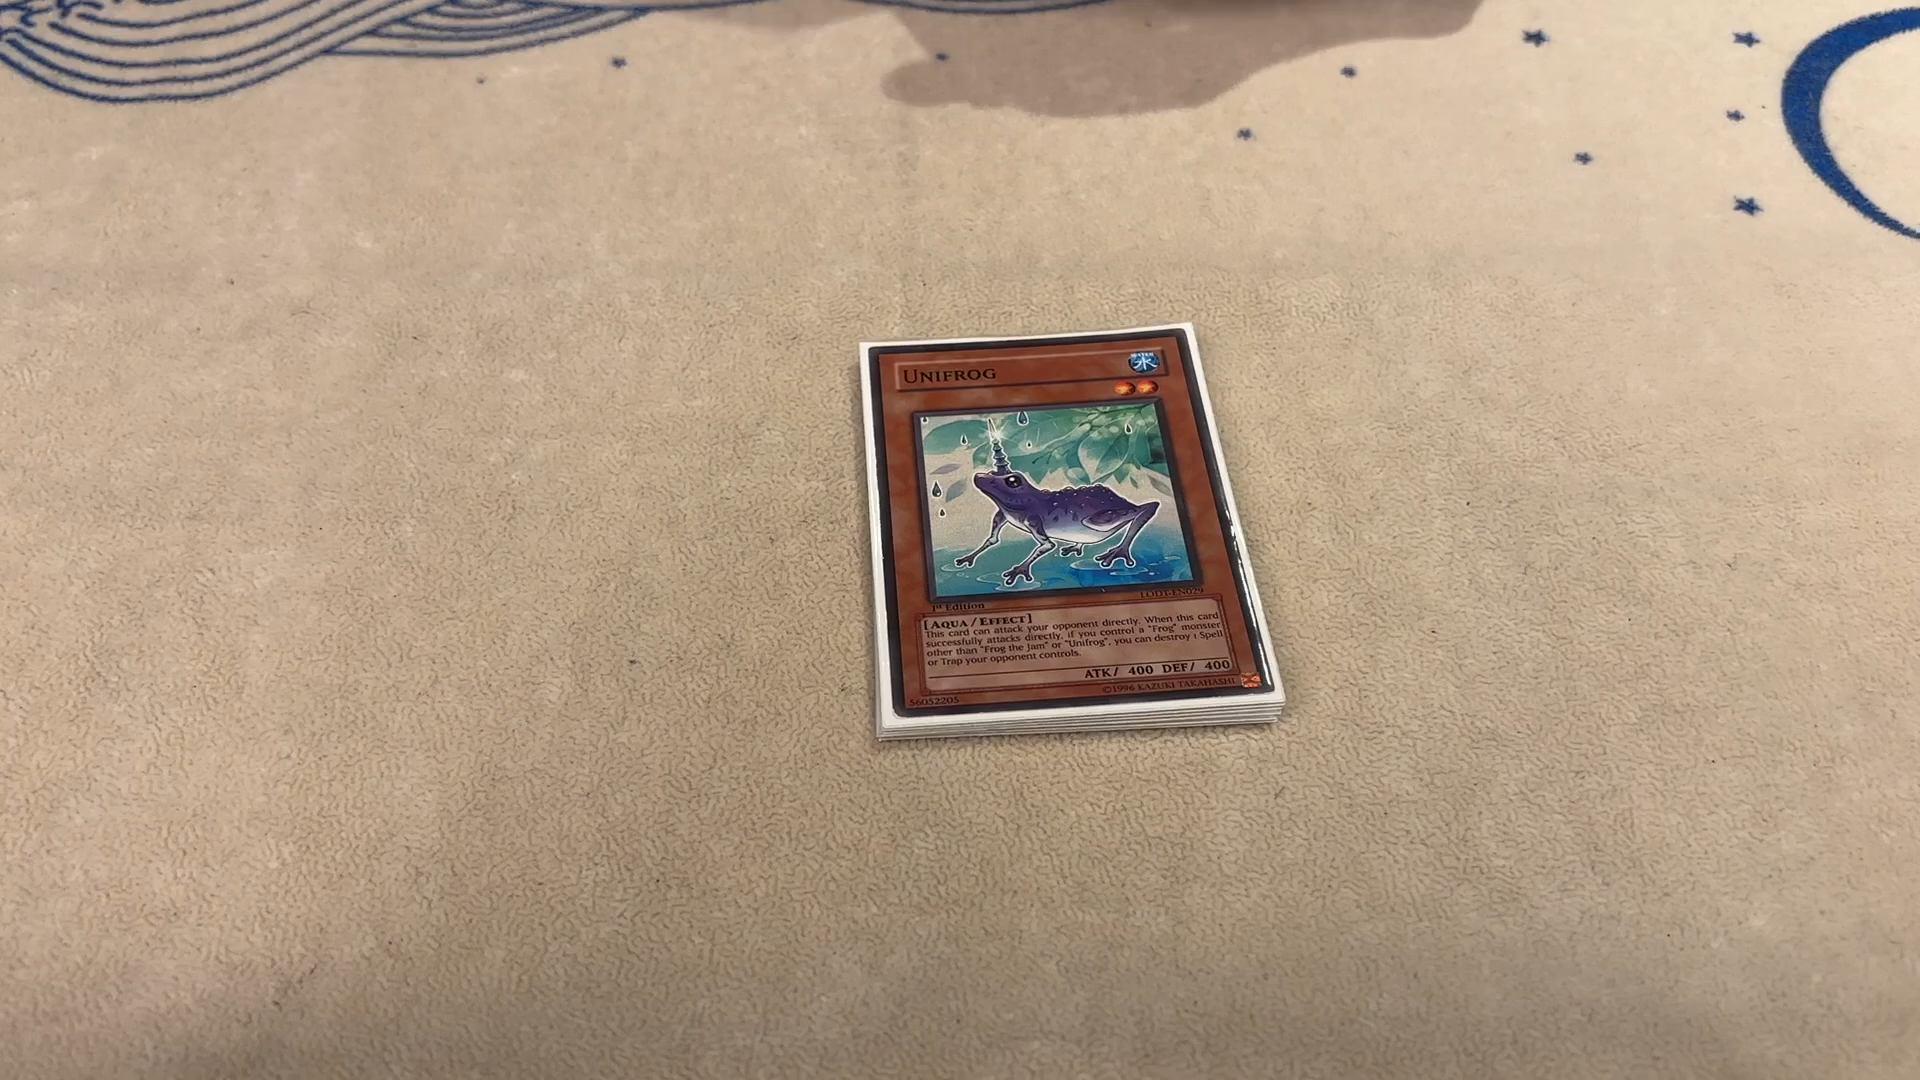 UNIFROG
WATER
水
LODT-EN029
1st Edition
[AQUA / EFFECT]
This card can attack your opponent directly. When this card
successfully attacks directly, if you control a "Frog" monster
other than "Frog the Jam" or "Unifrog", you can destroy 1 Spell
or Trap your opponent controls.
ATK/ 400 DEF/ 400
56052205
©1996 KAZUKI TAKAHASHI